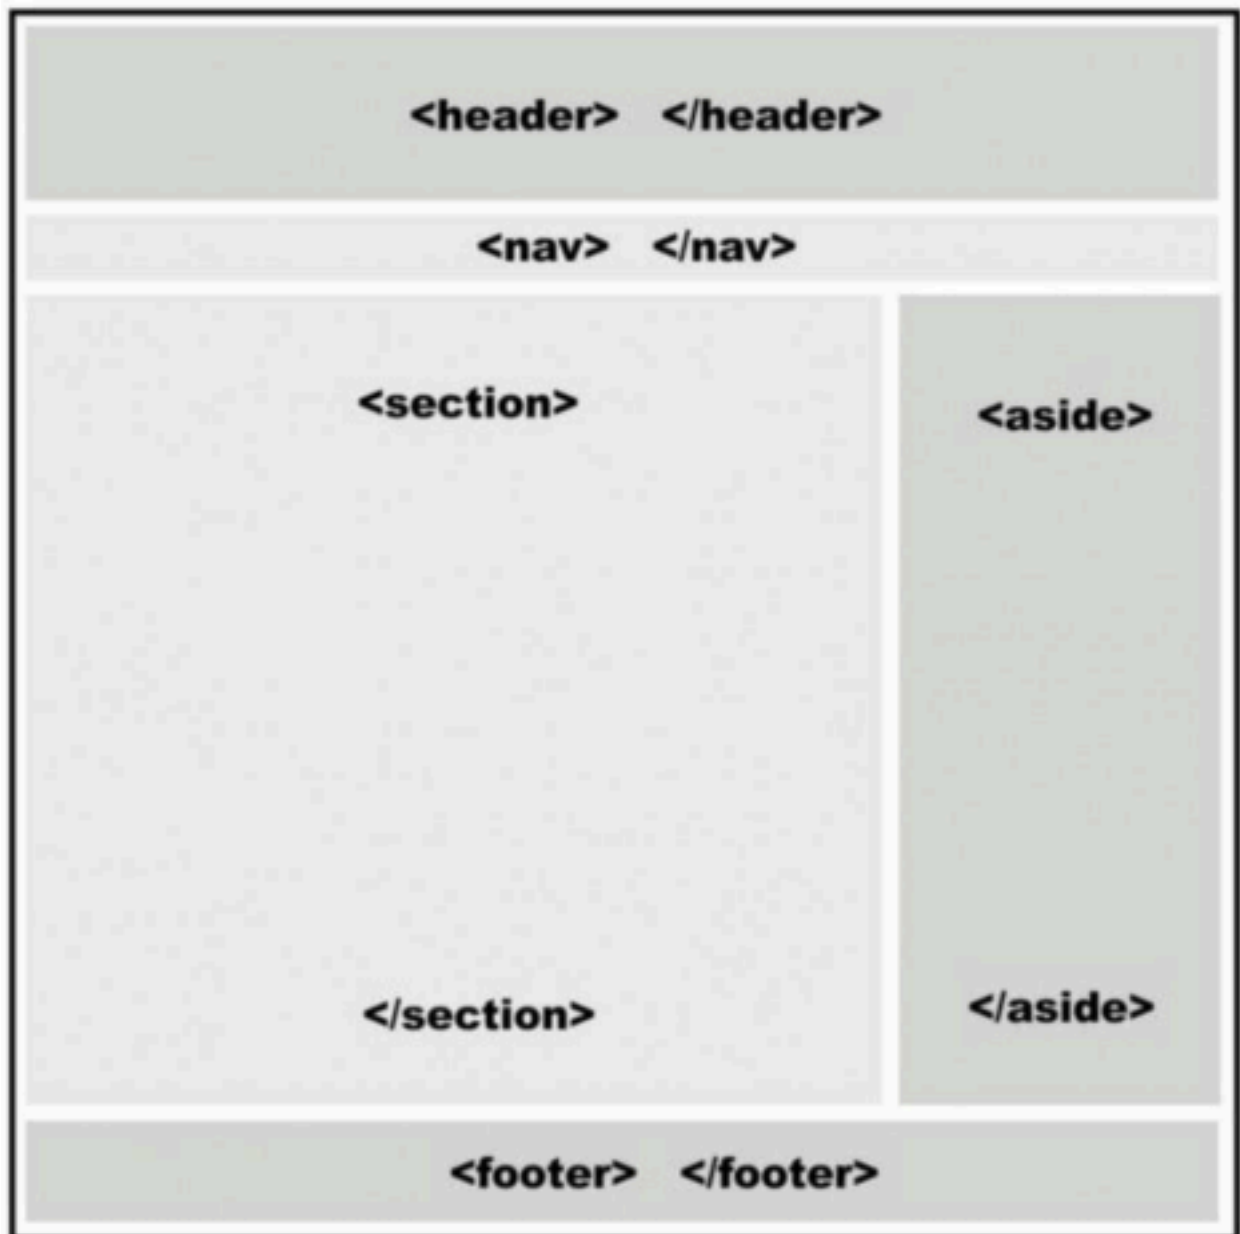 <header> </header>
<nav> </nav>
<section>
<aside>
</section>
</aside>
<footer> </footer>